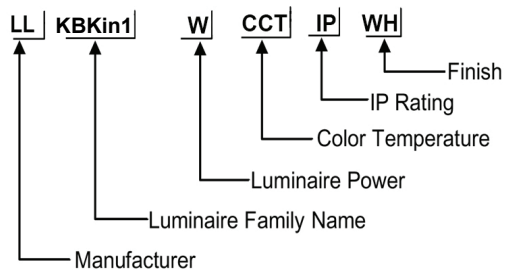 LL KBKin1 W CCT IP WH
Finish
IP Rating
Color Temperature
Luminaire Power
Luminaire Family Name
Manufacturer